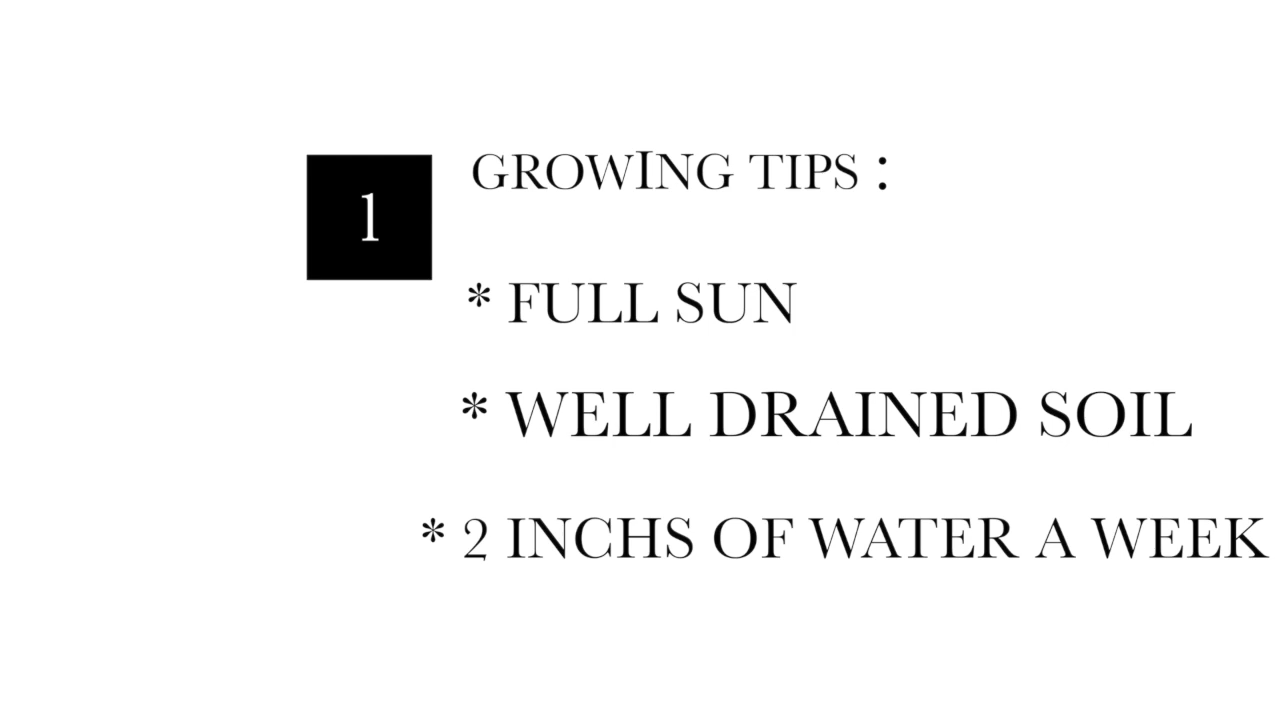 1
GROWING TIPS :
* FULL SUN
* WELL DRAINED SOIL
* 2 INCHS OF WATER A WEEK